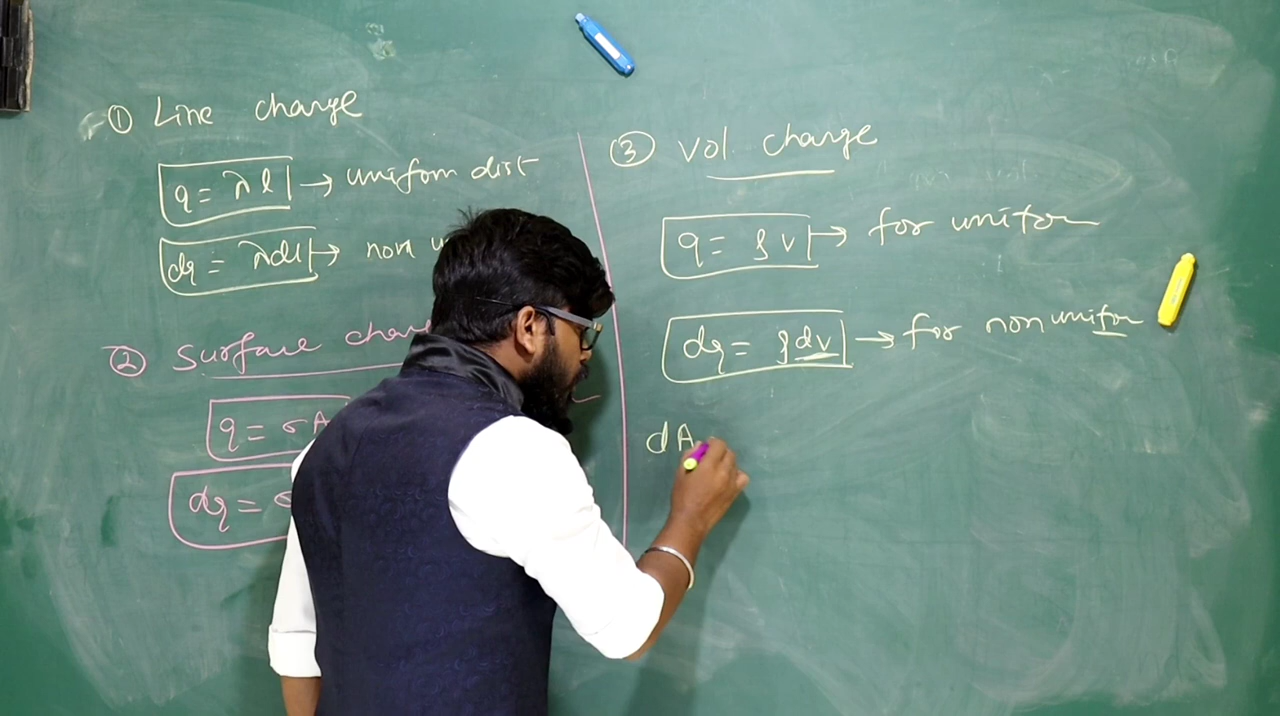 ① Line charge
q = λl → uniform dist
dq = λdl → non u
② Surface char
q = σA
dq = σ
③ Vol charge
q = ρv → for uniform
dq = ρdv → for non uniform
dA